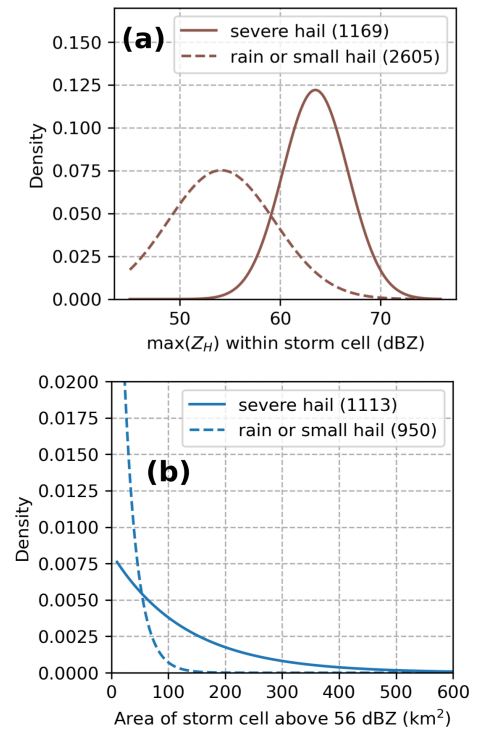 (a)
severe hail (1169)
rain or small hail (2605)
0.150
0.125
0.100
0.075
0.050
0.025
0.000
Density
50 60 70
max(Z_H) within storm cell (dBZ)
0.0200
0.0175
0.0150
0.0125
0.0100
0.0075
0.0050
0.0025
0.0000
Density
severe hail (1113)
rain or small hail (950)
(b)
0 100 200 300 400 500 600
Area of storm cell above 56 dBZ (km²)